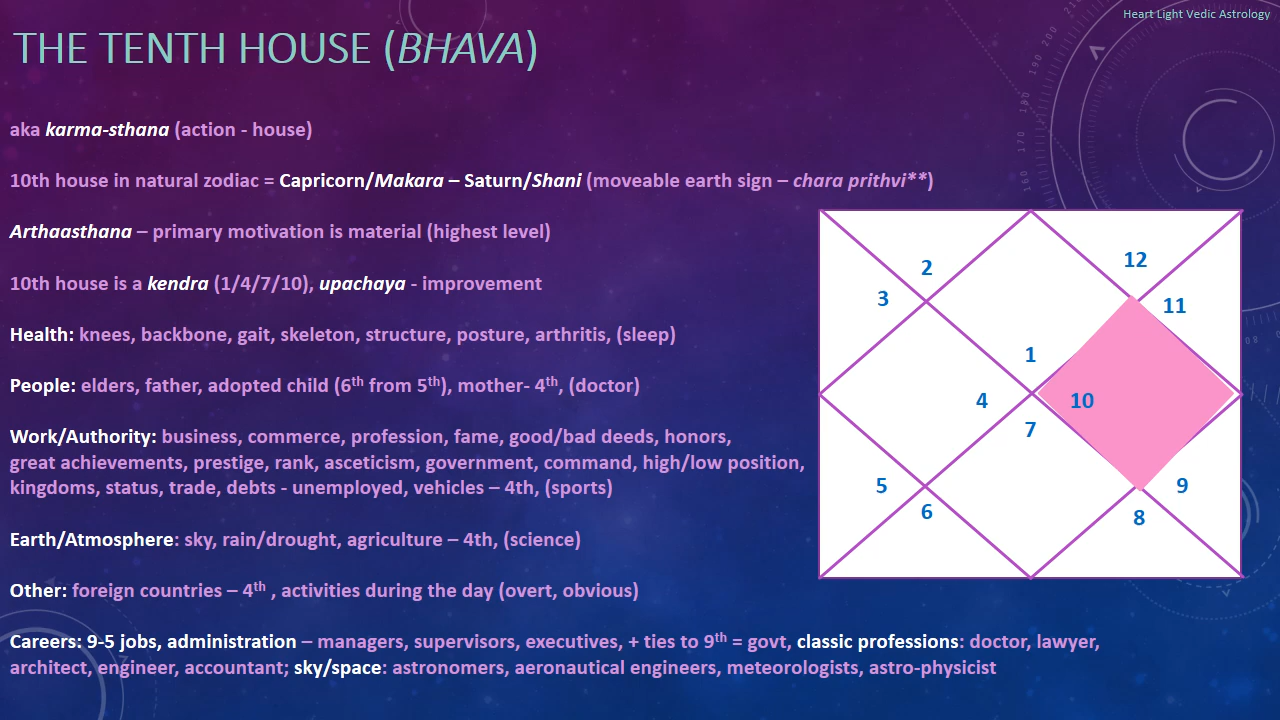 Heart Light Vedic Astrology
THE TENTH HOUSE (BHAVA)
aka karma-sthana (action - house)
10th house in natural zodiac = Capricorn/Makara – Saturn/Shani (moveable earth sign – chara prithvi**)
Arthaasthana – primary motivation is material (highest level)
10th house is a kendra (1/4/7/10), upachaya - improvement
Health: knees, backbone, gait, skeleton, structure, posture, arthritis, (sleep)
People: elders, father, adopted child (6th from 5th), mother- 4th, (doctor)
Work/Authority: business, commerce, profession, fame, good/bad deeds, honors,
great achievements, prestige, rank, asceticism, government, command, high/low position,
kingdoms, status, trade, debts - unemployed, vehicles – 4th, (sports)
Earth/Atmosphere: sky, rain/drought, agriculture – 4th, (science)
Other: foreign countries – 4th , activities during the day (overt, obvious)
Careers: 9-5 jobs, administration – managers, supervisors, executives, + ties to 9th = govt, classic professions: doctor, lawyer,
architect, engineer, accountant; sky/space: astronomers, aeronautical engineers, meteorologists, astro-physicist
2
12
3
11
1
4
10
7
5
9
6
8
210
200
190
180
170
160